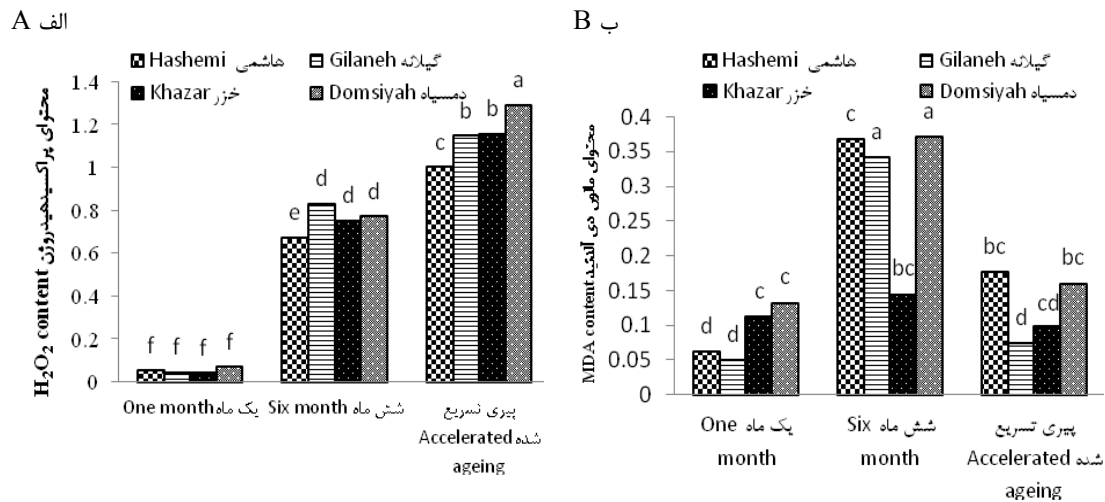 A الف
Hashemi هاشمی
Gilaneh گیلانه
Khazar خزر
Domsiyah دمسیاه
H₂O₂ content محتوای پراکسیدهیدروژن
1.4
1.2
1
0.8
0.6
0.4
0.2
0
f f f f
e d d d
c b b a
One month یک ماه
Six month شش ماه
پیری تسریع
شده Accelerated
ageing
B ب
Hashemi هاشمی
Gilaneh گیلانه
Khazar خزر
Domsiyah دمسیاه
MDA content محتوای مالون دی آلدئید
0.4
0.35
0.3
0.25
0.2
0.15
0.1
0.05
0
d d c c
c a bc a
bc d cd bc
One یک ماه
month
Six شش ماه
month
پیری تسریع
شده Accelerated
ageing